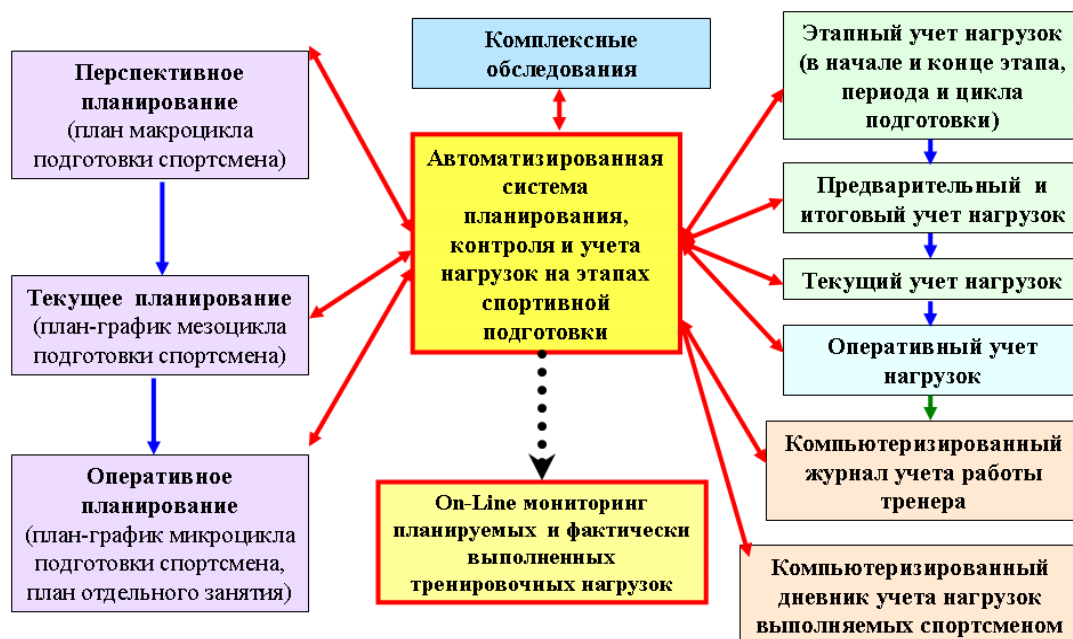 Перспективное
планирование
(план макроцикла
подготовки спортсмена)
Текущее планирование
(план-график мезоцикла
подготовки спортсмена)
Оперативное
планирование
(план-график микроцикла
подготовки спортсмена,
план отдельного занятия)
Комплексные
обследования
Автоматизированная
система
планирования,
контроля и учета
нагрузок на этапах
спортивной
подготовки
On-Line мониторинг
планируемых и фактически
выполненных
тренировочных нагрузок
Этапный учет нагрузок
(в начале и конце этапа,
периода и цикла
подготовки)
Предварительный и
итоговый учет нагрузок
Текущий учет нагрузок
Оперативный учет
нагрузок
Компьютеризированный
журнал учета работы
тренера
Компьютеризированный
дневник учета нагрузок
выполняемых спортсменом